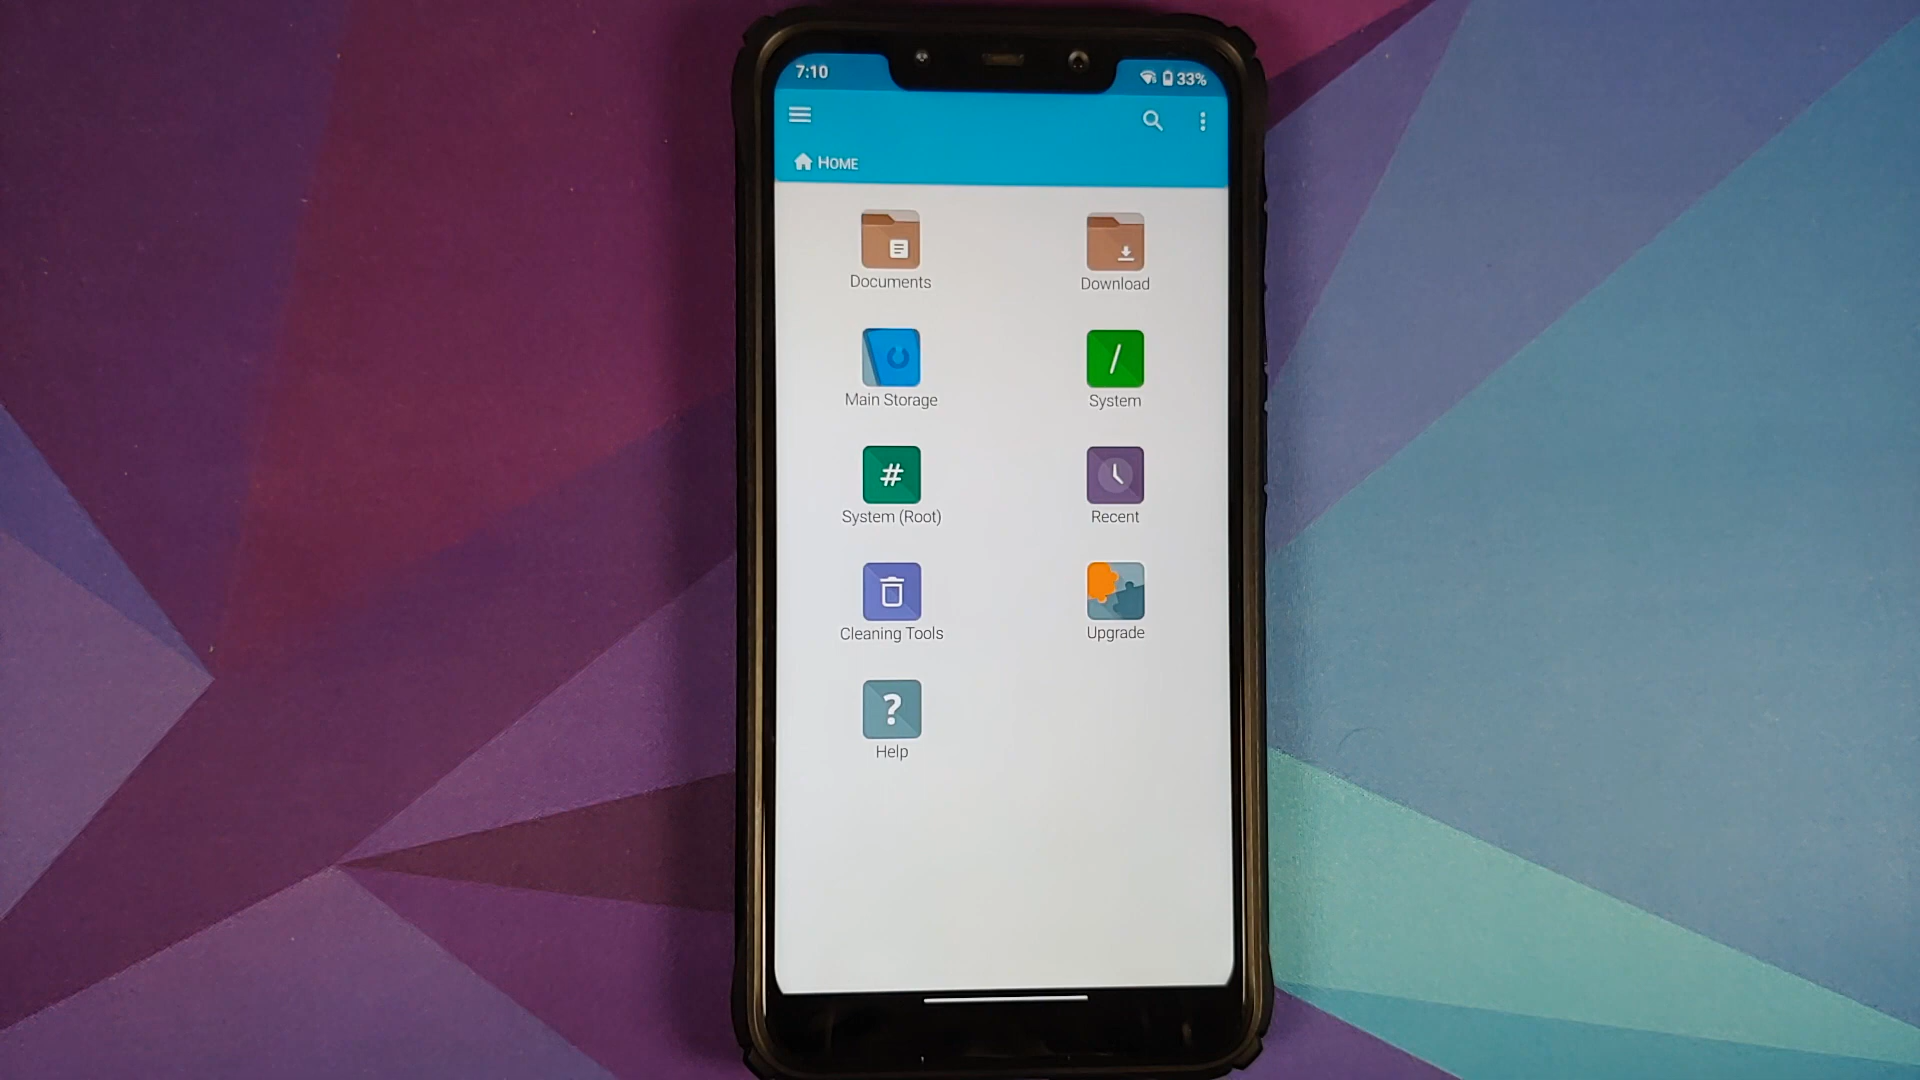 7:10
33%
HOME
Documents
Download
Main Storage
/
System
#
System (Root)
Recent
Cleaning Tools
Upgrade
?
Help